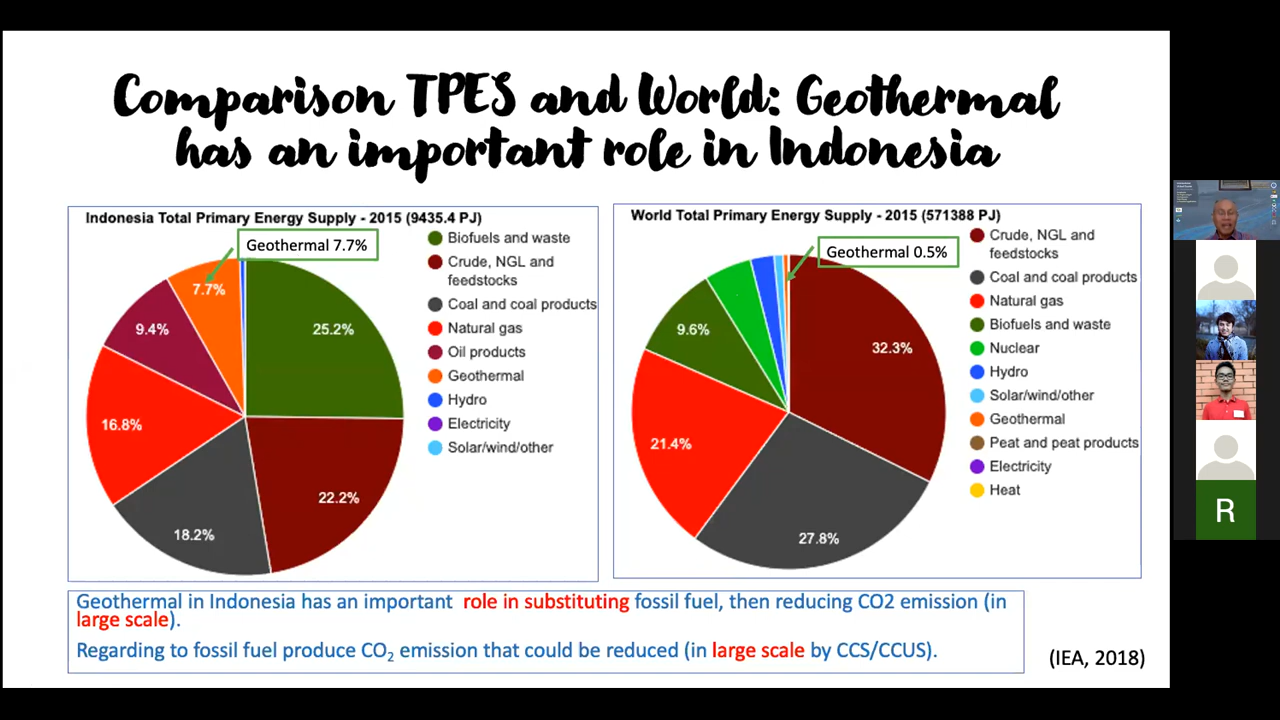 Comparison TPES and World: Geothermal
has an important role in Indonesia
Indonesia Total Primary Energy Supply - 2015 (9435.4 PJ)
Geothermal 7.7%
7.7%
9.4%
25.2%
16.8%
22.2%
18.2%
Biofuels and waste
Crude, NGL and
feedstocks
Coal and coal products
Natural gas
Oil products
Geothermal
Hydro
Electricity
Solar/wind/other
World Total Primary Energy Supply - 2015 (571388 PJ)
Geothermal 0.5%
9.6%
32.3%
21.4%
27.8%
Crude, NGL and
feedstocks
Coal and coal products
Natural gas
Biofuels and waste
Nuclear
Hydro
Solar/wind/other
Geothermal
Peat and peat products
Electricity
Heat
Geothermal in Indonesia has an important role in substituting fossil fuel, then reducing CO2 emission (in
large scale).
Regarding to fossil fuel produce CO₂ emission that could be reduced (in large scale by CCS/CCUS).
(IEA, 2018)
R